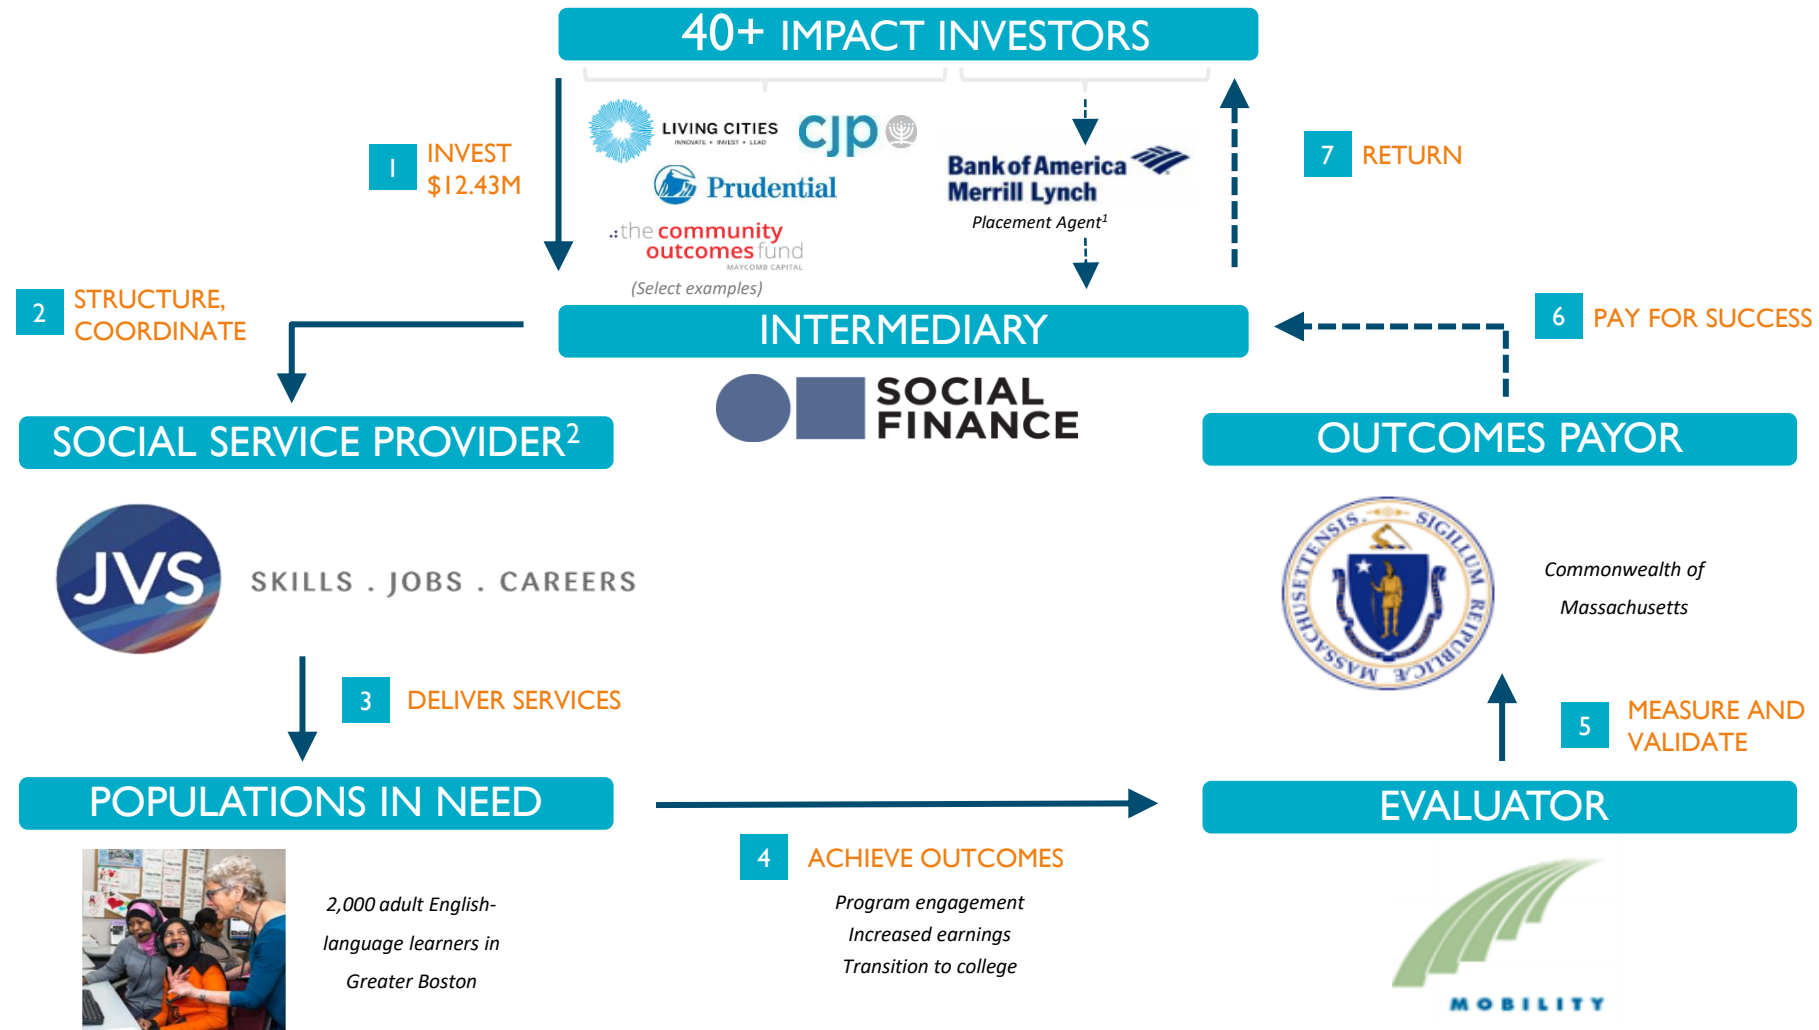 40+ IMPACT INVESTORS
1
INVEST
$12.43M
LIVING CITIES
INNOVATE • INVEST • LEAD
cjp
Prudential
.:the community
outcomes fund
MAYCOMB CAPITAL
(Select examples)
Bank of America
Merrill Lynch
Placement Agent¹
7
RETURN
2
STRUCTURE,
COORDINATE
INTERMEDIARY
SOCIAL
FINANCE
6
PAY FOR SUCCESS
SOCIAL SERVICE PROVIDER²
JVS
SKILLS . JOBS . CAREERS
OUTCOMES PAYOR
SIGILLUM REIPUBLICÆ MASSACHUSETTENSIS.
Commonwealth of
Massachusetts
3
DELIVER SERVICES
5
MEASURE AND
VALIDATE
POPULATIONS IN NEED
2,000 adult English-
language learners in
Greater Boston
4
ACHIEVE OUTCOMES
Program engagement
Increased earnings
Transition to college
EVALUATOR
MOBILITY